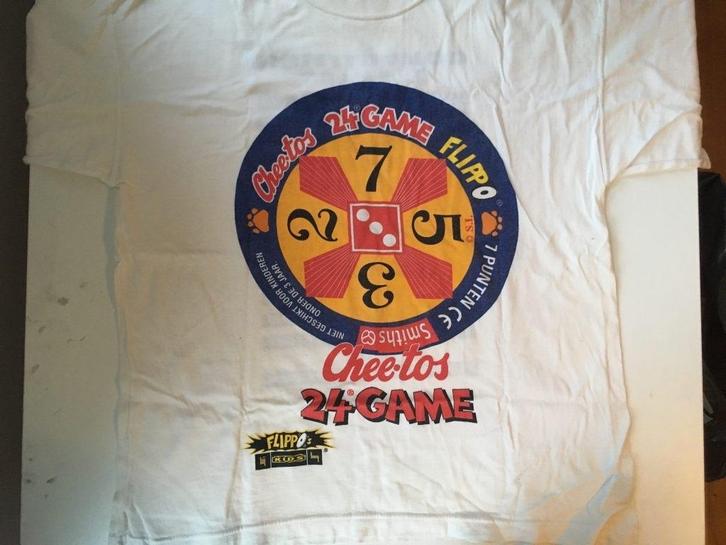 Chee-tos 24® GAME FLIPPO®
7
2
5
3
T.S. ©
7 PUNTEN CE
NIET GESCHIKT VOOR KINDEREN
ONDER DE 3 JAAR
Smiths
Chee-tos
24® GAME
FLIPPO's®
KIDS